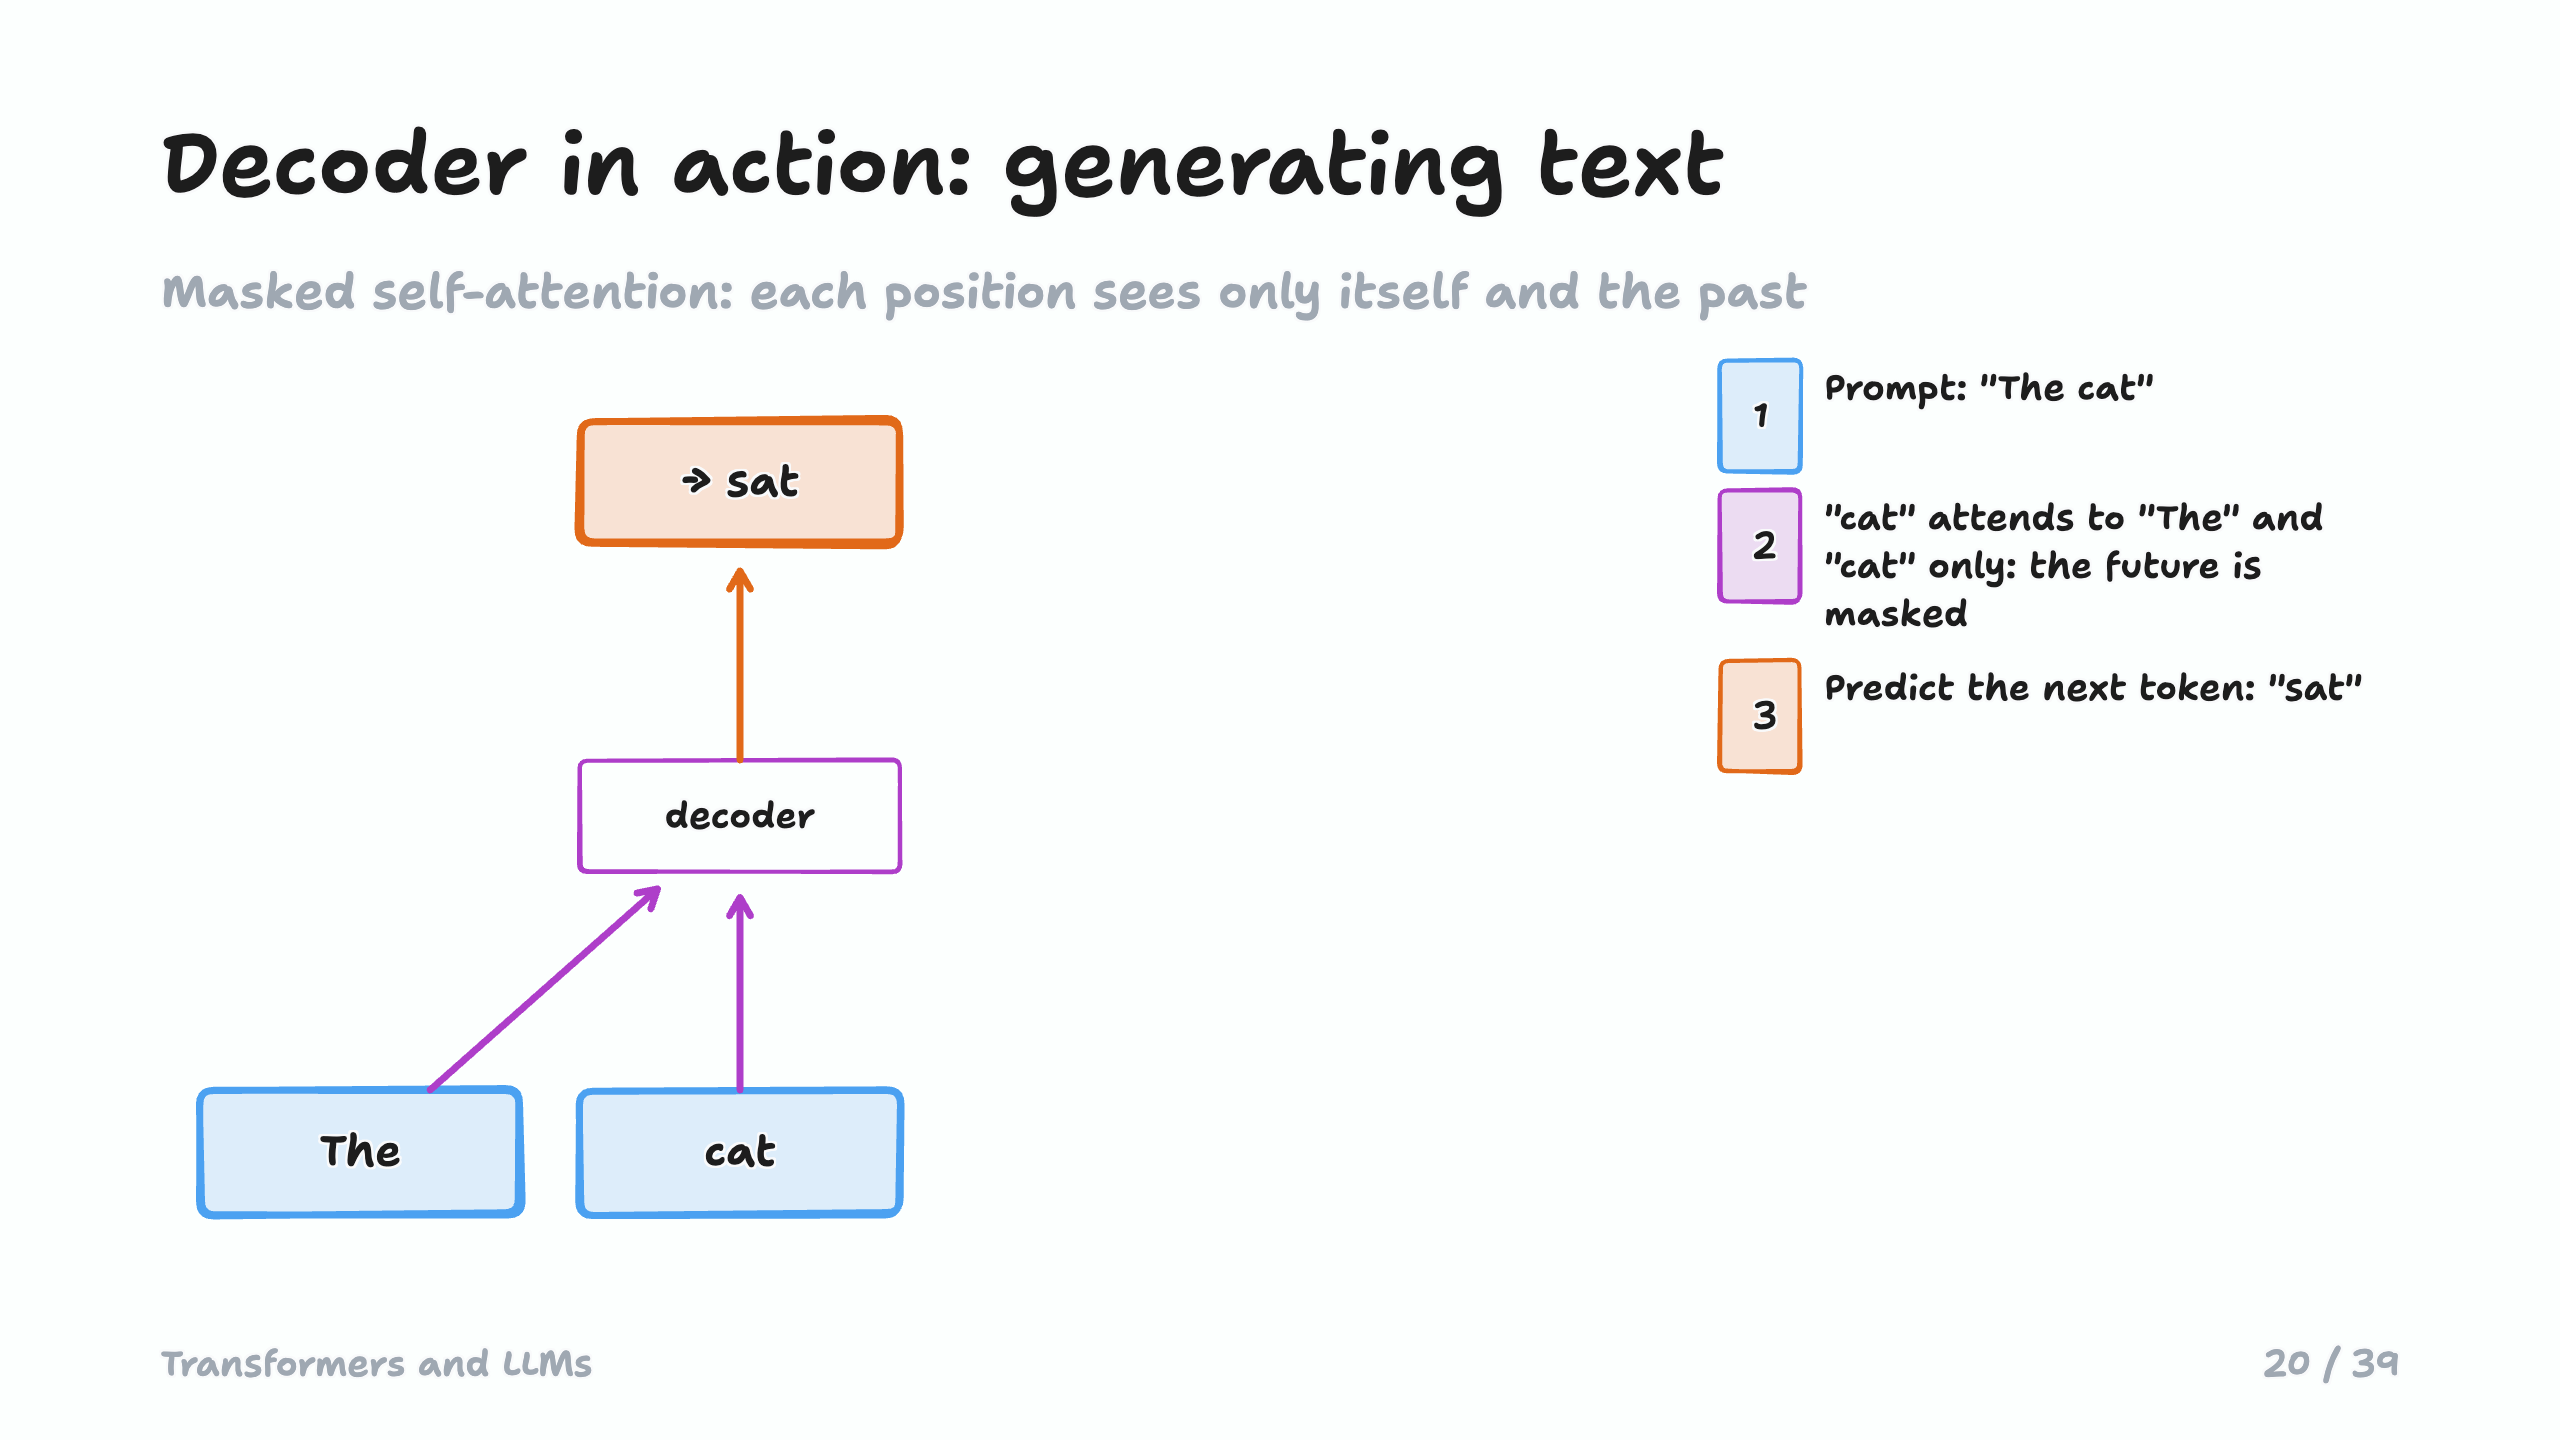 Decoder in action: generating text
Masked self-attention: each position sees only itself and the past
1
Prompt: "The cat"
2
"cat" attends to "The" and
"cat" only: the future is
masked
3
Predict the next token: "sat"
→ sat
decoder
The
cat
Transformers and LLMs
20 / 39